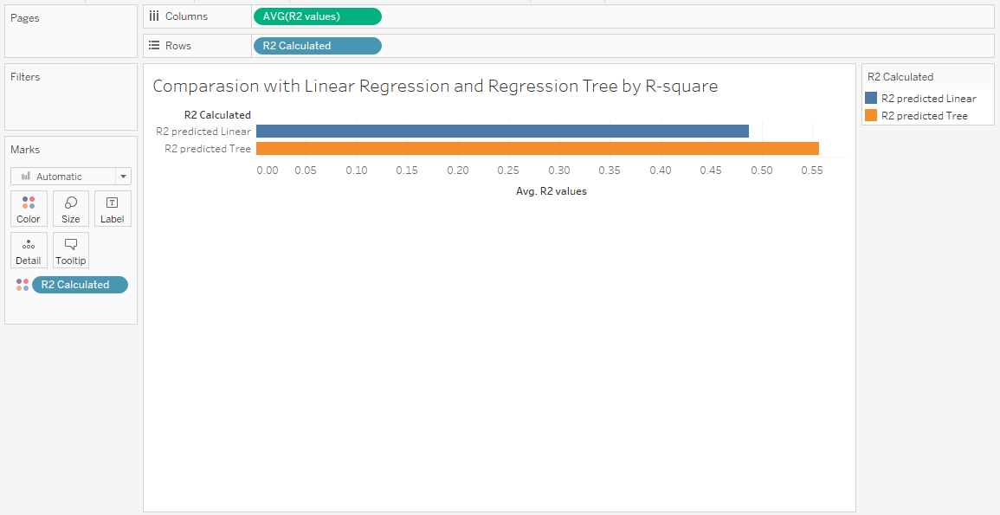 Pages
Columns
AVG(R2 values)
Rows
R2 Calculated
Filters
Marks
Automatic
Color
Size
Label
Detail
Tooltip
R2 Calculated
Comparasion with Linear Regression and Regression Tree by R-square
R2 Calculated
R2 predicted Linear
R2 predicted Tree
0.00 0.05 0.10 0.15 0.20 0.25 0.30 0.35 0.40 0.45 0.50 0.55
Avg. R2 values
R2 Calculated
R2 predicted Linear
R2 predicted Tree